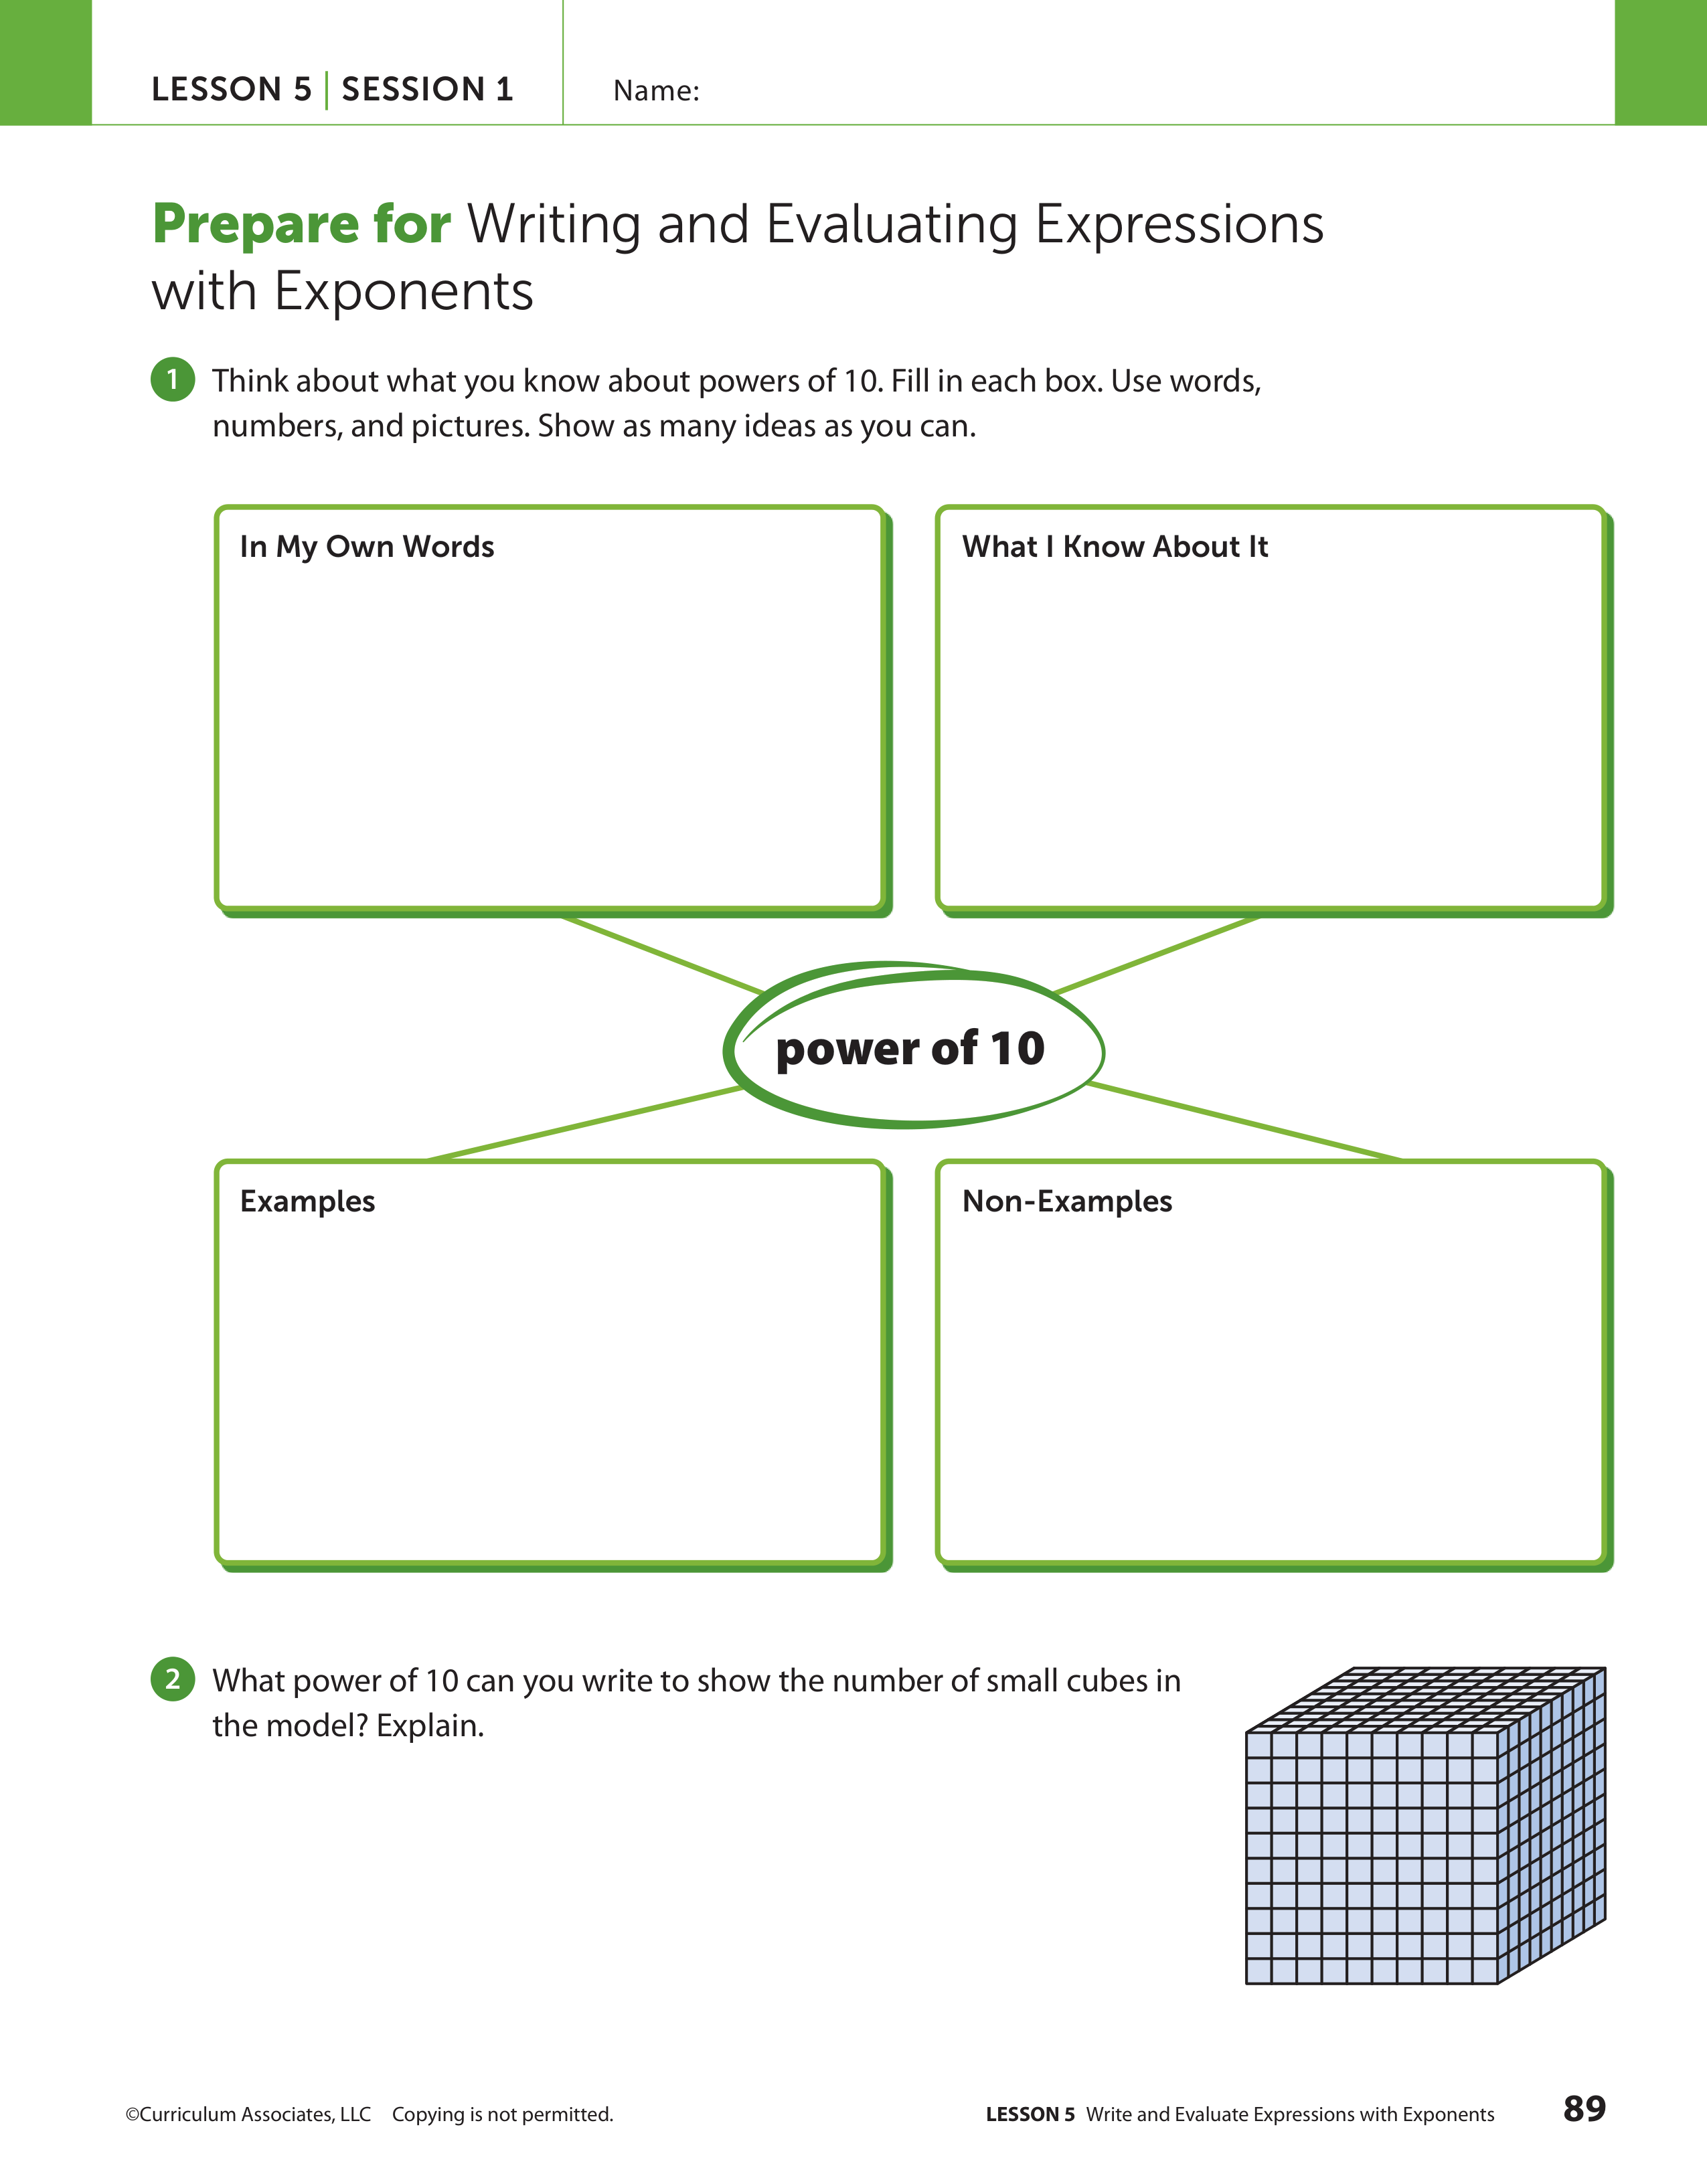 LESSON 5 | SESSION 1
Name:
Prepare for Writing and Evaluating Expressions
with Exponents
1 Think about what you know about powers of 10. Fill in each box. Use words,
numbers, and pictures. Show as many ideas as you can.
In My Own Words
What I Know About It
power of 10
Examples
Non-Examples
2 What power of 10 can you write to show the number of small cubes in
the model? Explain.
©Curriculum Associates, LLC Copying is not permitted.
LESSON 5 Write and Evaluate Expressions with Exponents 89